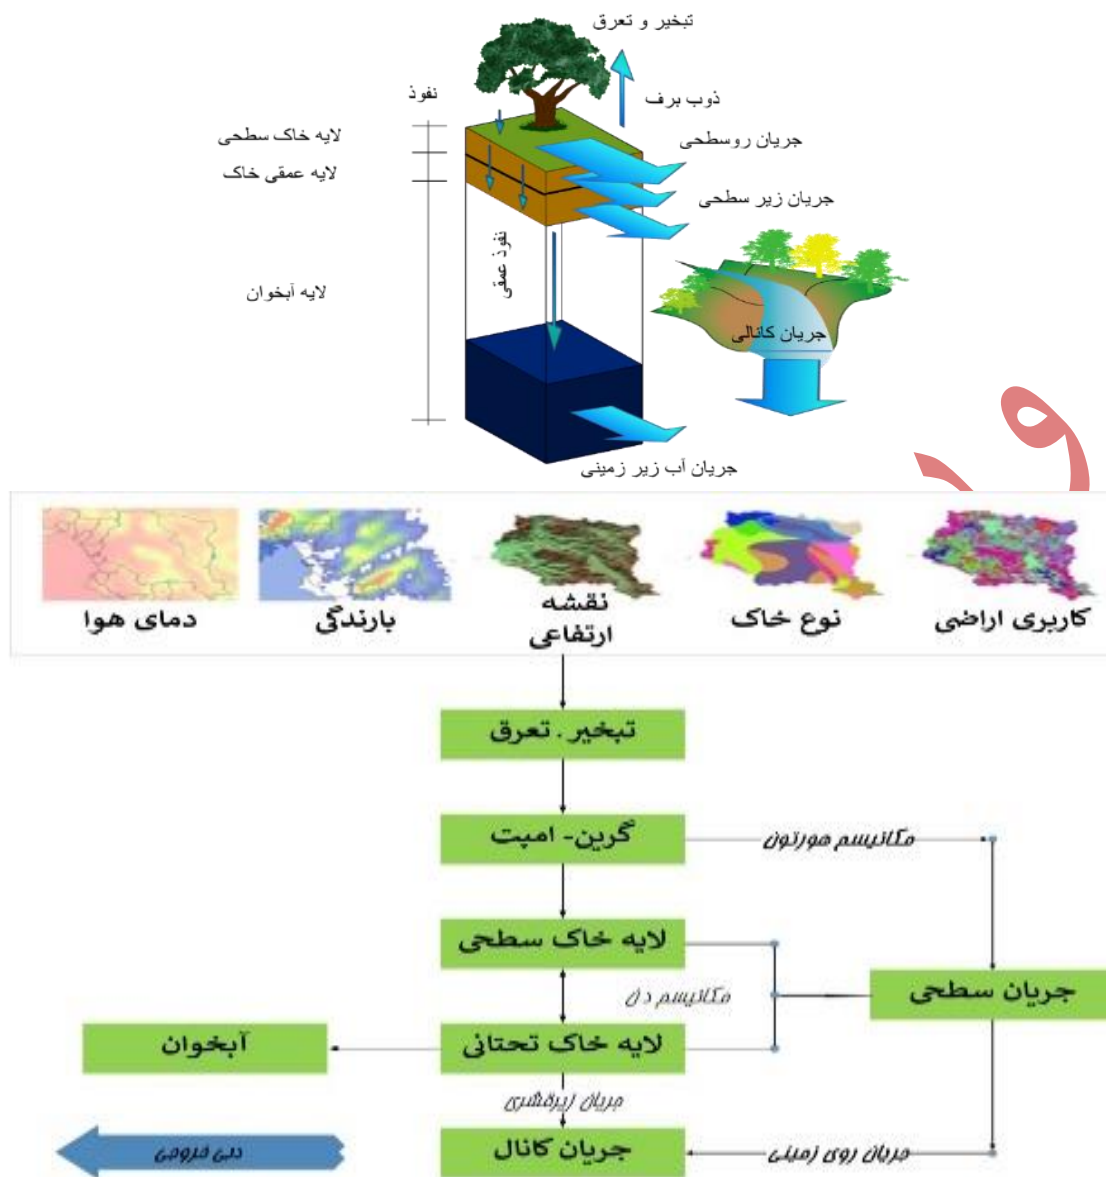 تبخیر و تعرق
ذوب برف
نفوذ
لایه خاک سطحی
جریان روسطحی
لایه عمقی خاک
جریان زیر سطحی
نفوذ عمقی
لایه آبخوان
جریان کانالی
جریان آب زیر زمینی
کاربری اراضی
نوع خاک
نقشه
ارتفاعی
بارندگی
دمای هوا
تبخیر . تعرق
گرین- امپت
مکانیسم هورتون
لایه خاک سطحی
جریان سطحی
مکانیسم دن
لایه خاک تحتانی
آبخوان
جریان زیرقشری
جریان کانال
جریان روی زمینی
دبی خروجی